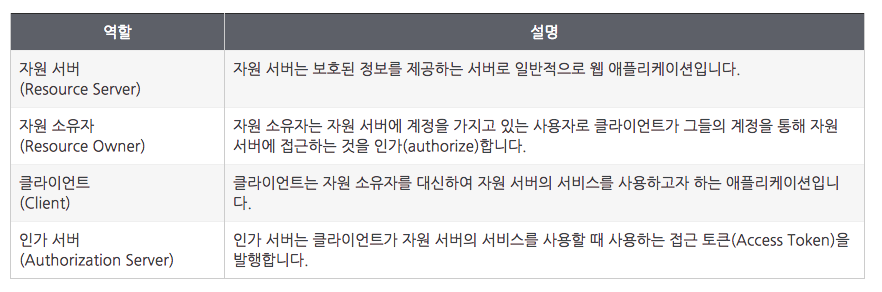 역할
설명
자원 서버
(Resource Server)
자원 서버는 보호된 정보를 제공하는 서버로 일반적으로 웹 애플리케이션입니다.
자원 소유자
(Resource Owner)
자원 소유자는 자원 서버에 계정을 가지고 있는 사용자로 클라이언트가 그들의 계정을 통해 자원
서버에 접근하는 것을 인가(authorize)합니다.
클라이언트
(Client)
클라이언트는 자원 소유자를 대신하여 자원 서버의 서비스를 사용하고자 하는 애플리케이션입니
다.
인가 서버
(Authorization Server)
인가 서버는 클라이언트가 자원 서버의 서비스를 사용할 때 사용하는 접근 토큰(Access Token)을
발행합니다.